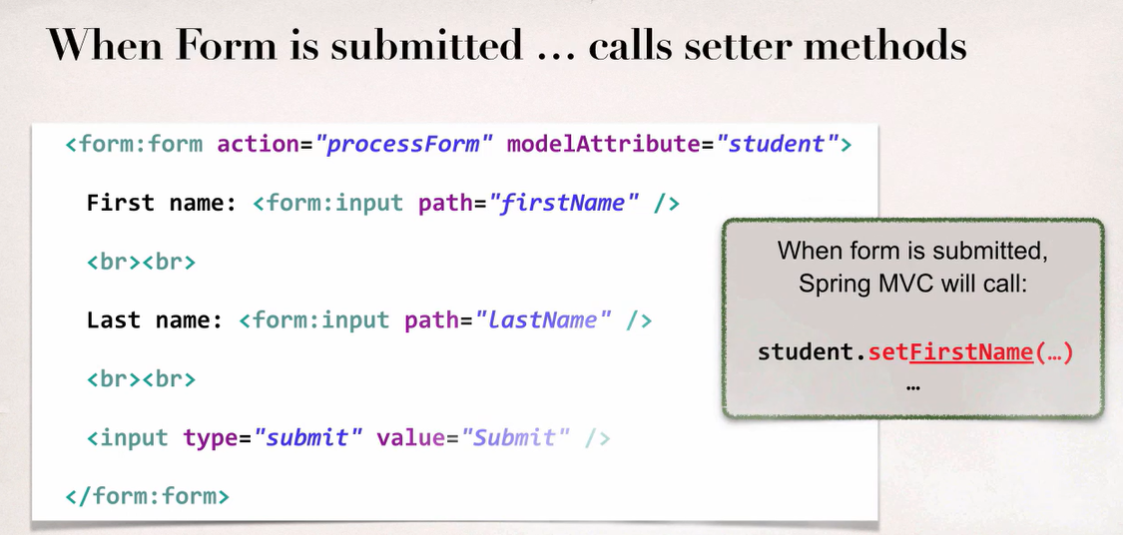 When Form is submitted … calls setter methods
<form:form action="processForm" modelAttribute="student">
First name: <form:input path="firstName" />
<br><br>
Last name: <form:input path="lastName" />
<br><br>
<input type="submit" value="Submit" />
</form:form>
When form is submitted,
Spring MVC will call:
student.setFirstName(…)
…